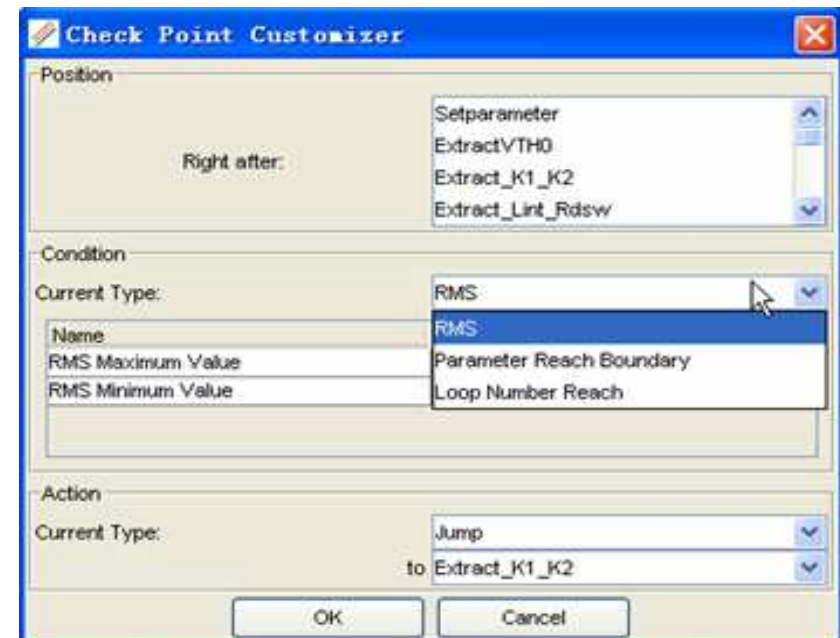 Check Point Customizer
Position
Right after:
Setparameter
ExtractVTH0
Extract_K1_K2
Extract_Lint_Rdsw
Condition
Current Type:
RMS
Name
RMS
RMS Maximum Value
Parameter Reach Boundary
RMS Minimum Value
Loop Number Reach
Action
Current Type:
Jump
to Extract_K1_K2
OK
Cancel